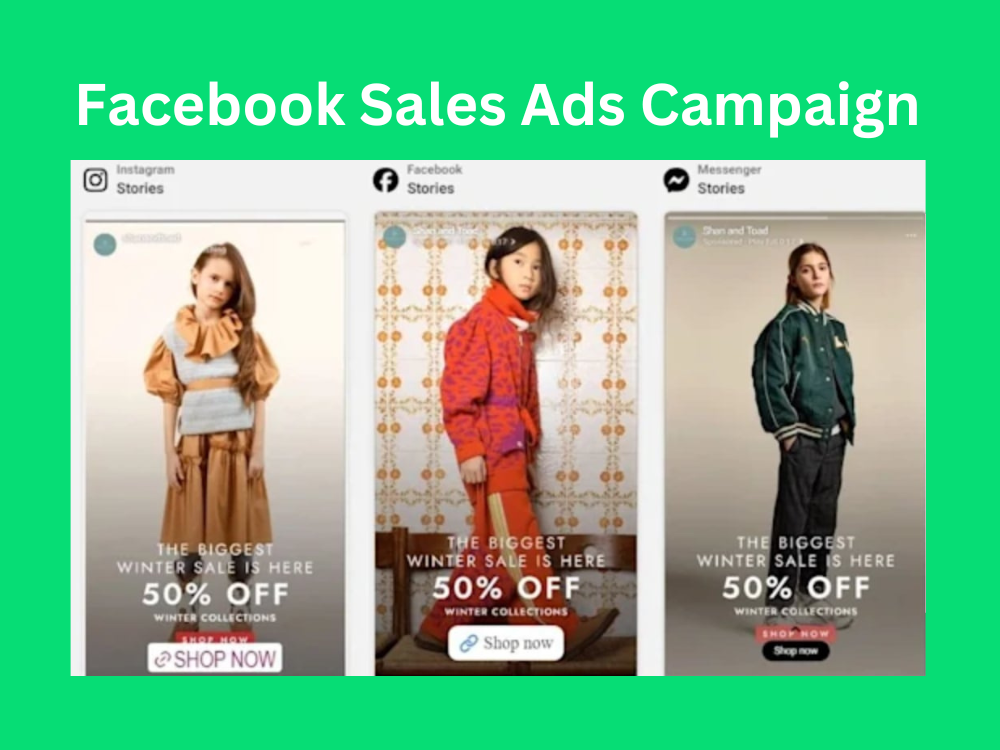 Facebook Sales Ads Campaign
Instagram
Stories
THE BIGGEST
WINTER SALE IS HERE
50% OFF
WINTER COLLECTIONS
SHOP NOW
SHOP NOW
Facebook
Stories
THE BIGGEST
WINTER SALE IS HERE
50% OFF
WINTER COLLECTIONS
Shop now
Messenger
Stories
Shan and Toad
THE BIGGEST
WINTER SALE IS HERE
50% OFF
WINTER COLLECTIONS
SHOP NOW
Shop now